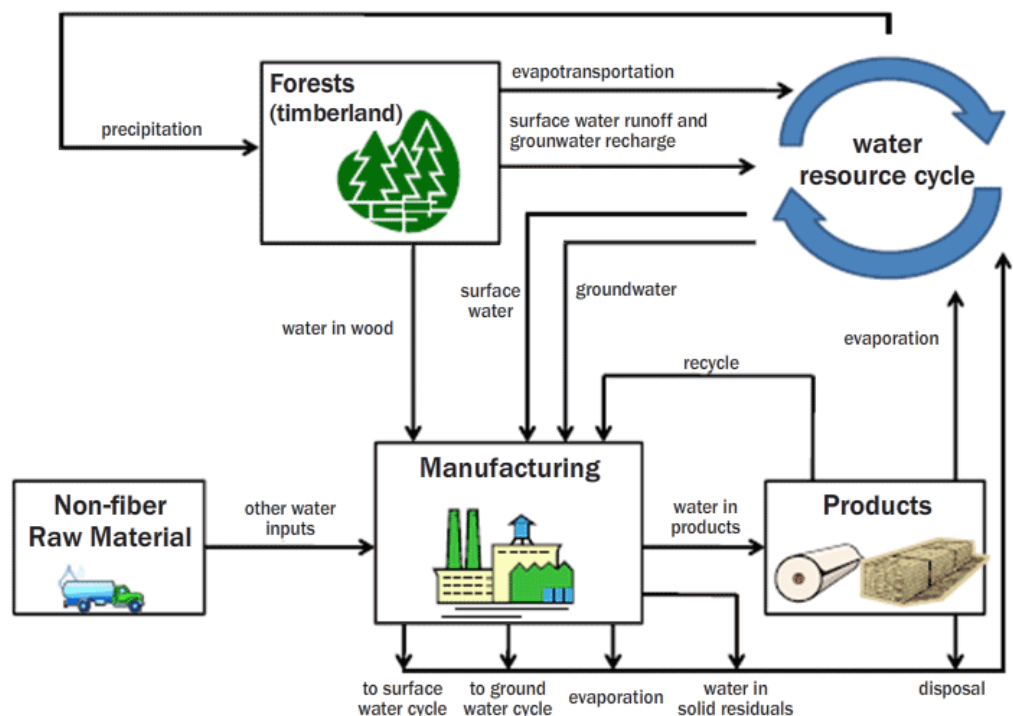 Forests
(timberland)
evapotransportation
precipitation
surface water runoff and
grounwater recharge
water
resource cycle
surface
water
groundwater
water in wood
evaporation
recycle
Manufacturing
Non-fiber
Raw Material
other water
inputs
water in
products
Products
to surface
water cycle
to ground
water cycle
evaporation
water in
solid residuals
disposal